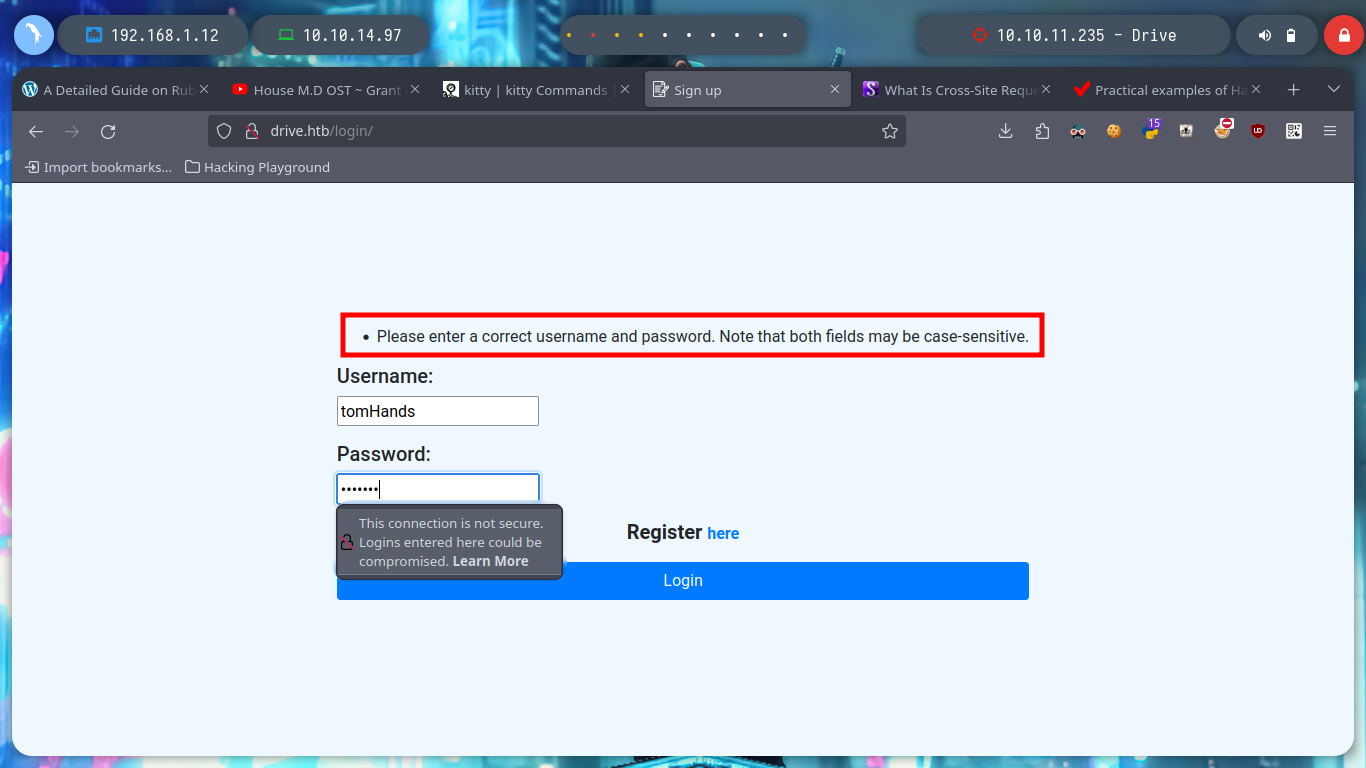 192.168.1.12
10.10.14.97
10.10.11.235 - Drive
A Detailed Guide on Rub
House M.D OST ~ Grant
kitty | kitty Commands |
Sign up
What Is Cross-Site Reque
Practical examples of Ha
drive.htb/login/
15
UD
Import bookmarks...
Hacking Playground
Please enter a correct username and password. Note that both fields may be case-sensitive.
Username:
tomHands
Password:
This connection is not secure.
Logins entered here could be
compromised. Learn More
Register here
Login